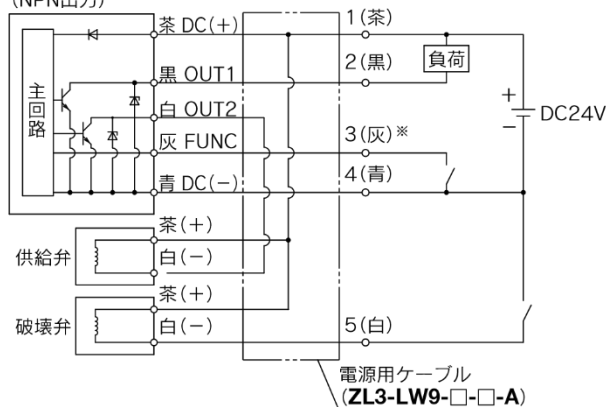 (NPN出力)
茶 DC(+)
1(茶)
黒 OUT1
2(黒)
負荷
主回路
白 OUT2
+
−
DC24V
灰 FUNC
3(灰)※
青 DC(−)
4(青)
茶(+)
供給弁
白(−)
茶(+)
破壊弁
白(−)
5(白)
電源用ケーブル
(ZL3-LW9-□-□-A)